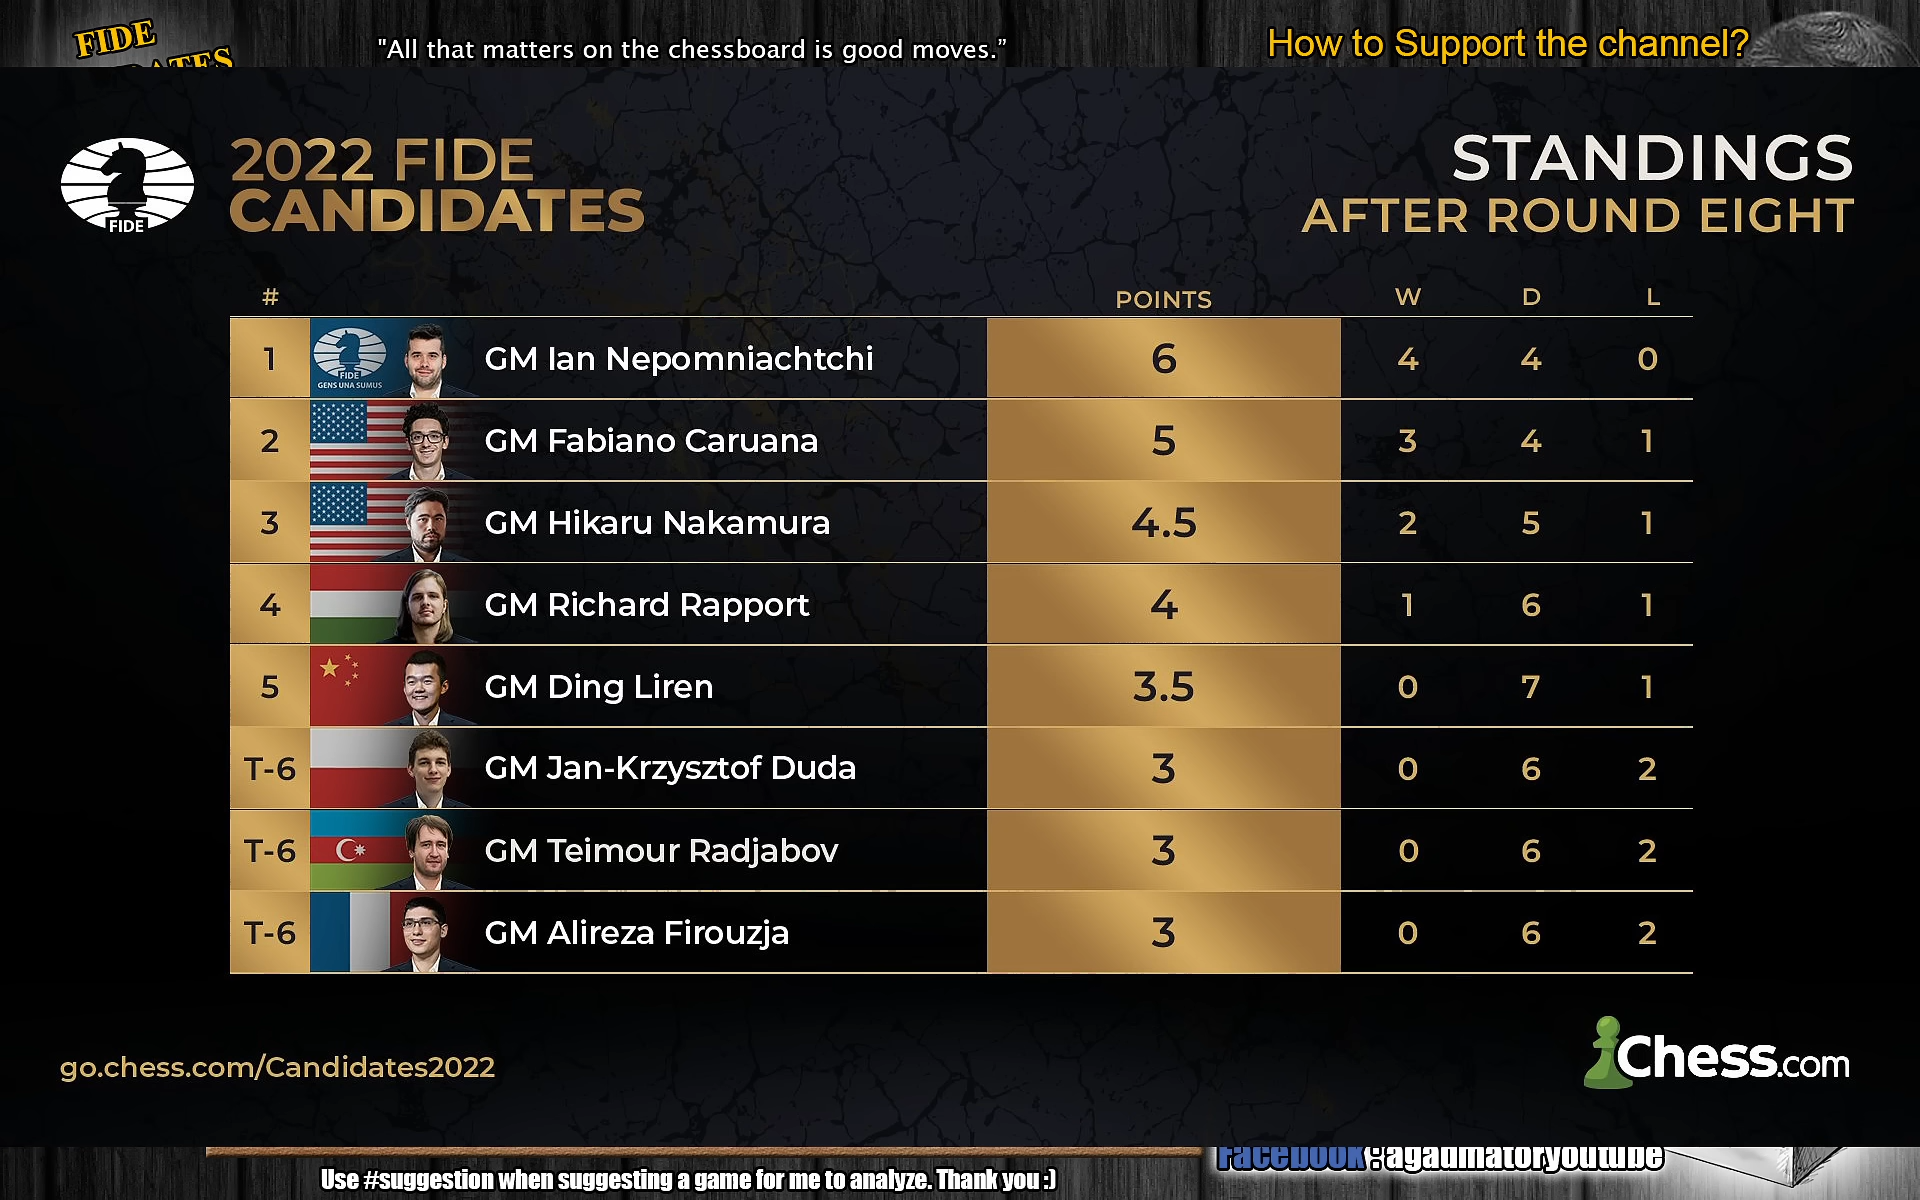 FIDE
"All that matters on the chessboard is good moves.”
How to Support the channel?
FIDE
2022 FIDE
CANDIDATES
STANDINGS
AFTER ROUND EIGHT
# POINTS W D L
1 FIDE GENS UNA SUMUS GM Ian Nepomniachtchi 6 4 4 0
2 GM Fabiano Caruana 5 3 4 1
3 GM Hikaru Nakamura 4.5 2 5 1
4 GM Richard Rapport 4 1 6 1
5 GM Ding Liren 3.5 0 7 1
T-6 GM Jan-Krzysztof Duda 3 0 6 2
T-6 GM Teimour Radjabov 3 0 6 2
T-6 GM Alireza Firouzja 3 0 6 2
go.chess.com/Candidates2022
Chess.com
Facebook : agadmatoryoutube
Use #suggestion when suggesting a game for me to analyze. Thank you :)